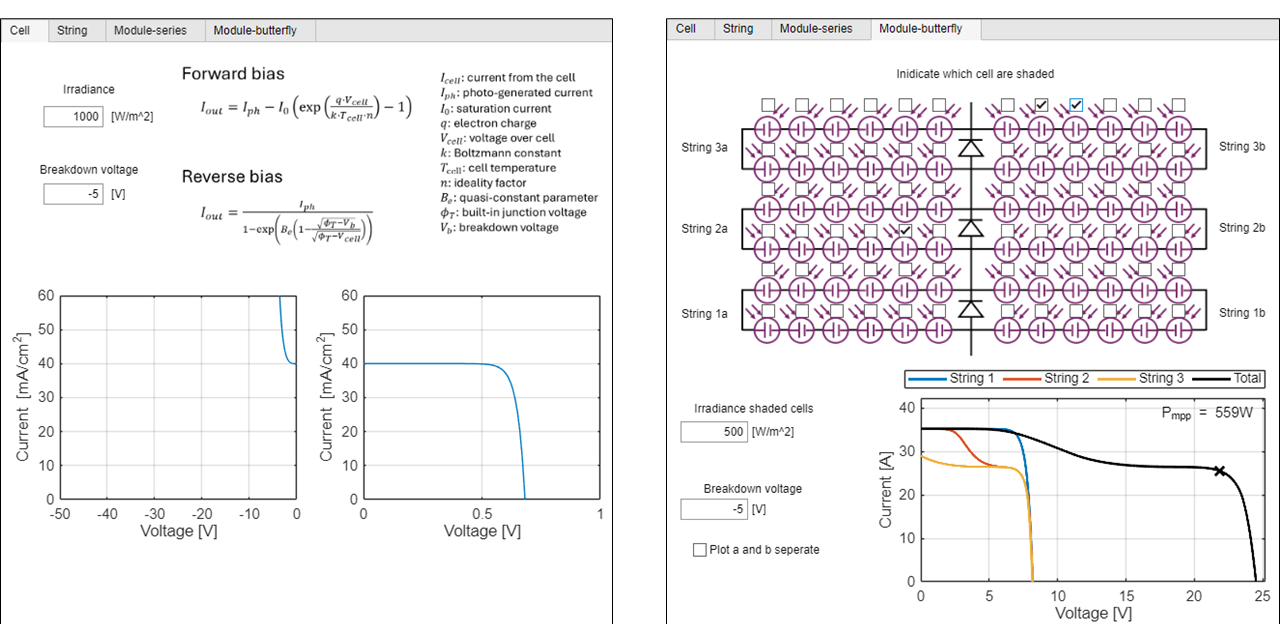 Cell String Module-series Module-butterfly
Irradiance
1000 [W/m^2]
Breakdown voltage
-5 [V]
Forward bias
I_out = I_ph − I_0 (exp (q·V_cell / k·T_cell·n) − 1)
Reverse bias
I_out = I_ph / 1−exp(B_e(1−√(ϕ_T−V_b) / √(ϕ_T−V_cell)))
I_cell: current from the cell
I_ph: photo-generated current
I_0: saturation current
q: electron charge
V_cell: voltage over cell
k: Boltzmann constant
T_cell: cell temperature
n: ideality factor
B_e: quasi-constant parameter
ϕ_T: built-in junction voltage
V_b: breakdown voltage
Current [mA/cm²]
60
50
40
30
20
10
0
-50 -40 -30 -20 -10 0
Voltage [V]
Current [mA/cm²]
60
50
40
30
20
10
0
0 0.5 1
Voltage [V]
Cell String Module-series Module-butterfly
Inidicate which cell are shaded
String 3a String 3b
String 2a String 2b
String 1a String 1b
Irradiance shaded cells
500 [W/m^2]
Breakdown voltage
-5 [V]
Plot a and b seperate
String 1 String 2 String 3 Total
P_mpp = 559W
Current [A]
40
30
20
10
0
0 5 10 15 20 25
Voltage [V]